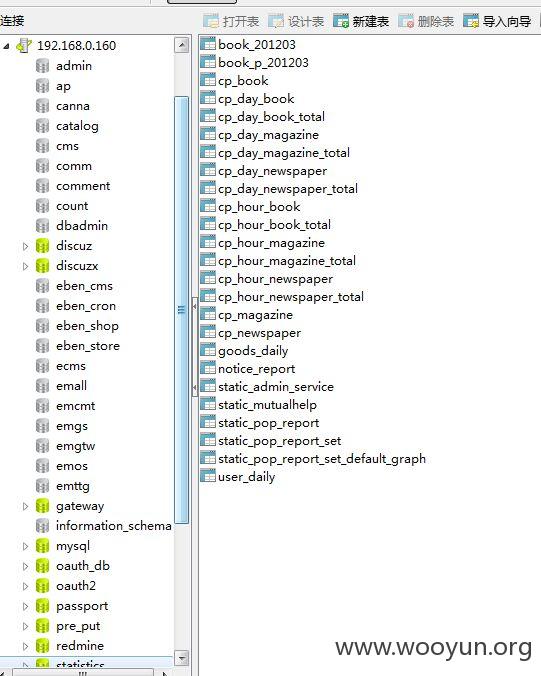 连接
打开表 设计表 新建表 删除表 导入向导
192.168.0.160
admin
ap
canna
catalog
cms
comm
comment
count
dbadmin
discuz
discuzx
eben_cms
eben_cron
eben_shop
eben_store
ecms
emall
emcmt
emgs
emgtw
emos
emttg
gateway
information_schema
mysql
oauth_db
oauth2
passport
pre_put
redmine
statistics
book_201203
book_p_201203
cp_book
cp_day_book
cp_day_book_total
cp_day_magazine
cp_day_magazine_total
cp_day_newspaper
cp_day_newspaper_total
cp_hour_book
cp_hour_book_total
cp_hour_magazine
cp_hour_magazine_total
cp_hour_newspaper
cp_hour_newspaper_total
cp_magazine
cp_newspaper
goods_daily
notice_report
static_admin_service
static_mutualhelp
static_pop_report
static_pop_report_set
static_pop_report_set_default_graph
user_daily
www.wooyun.org